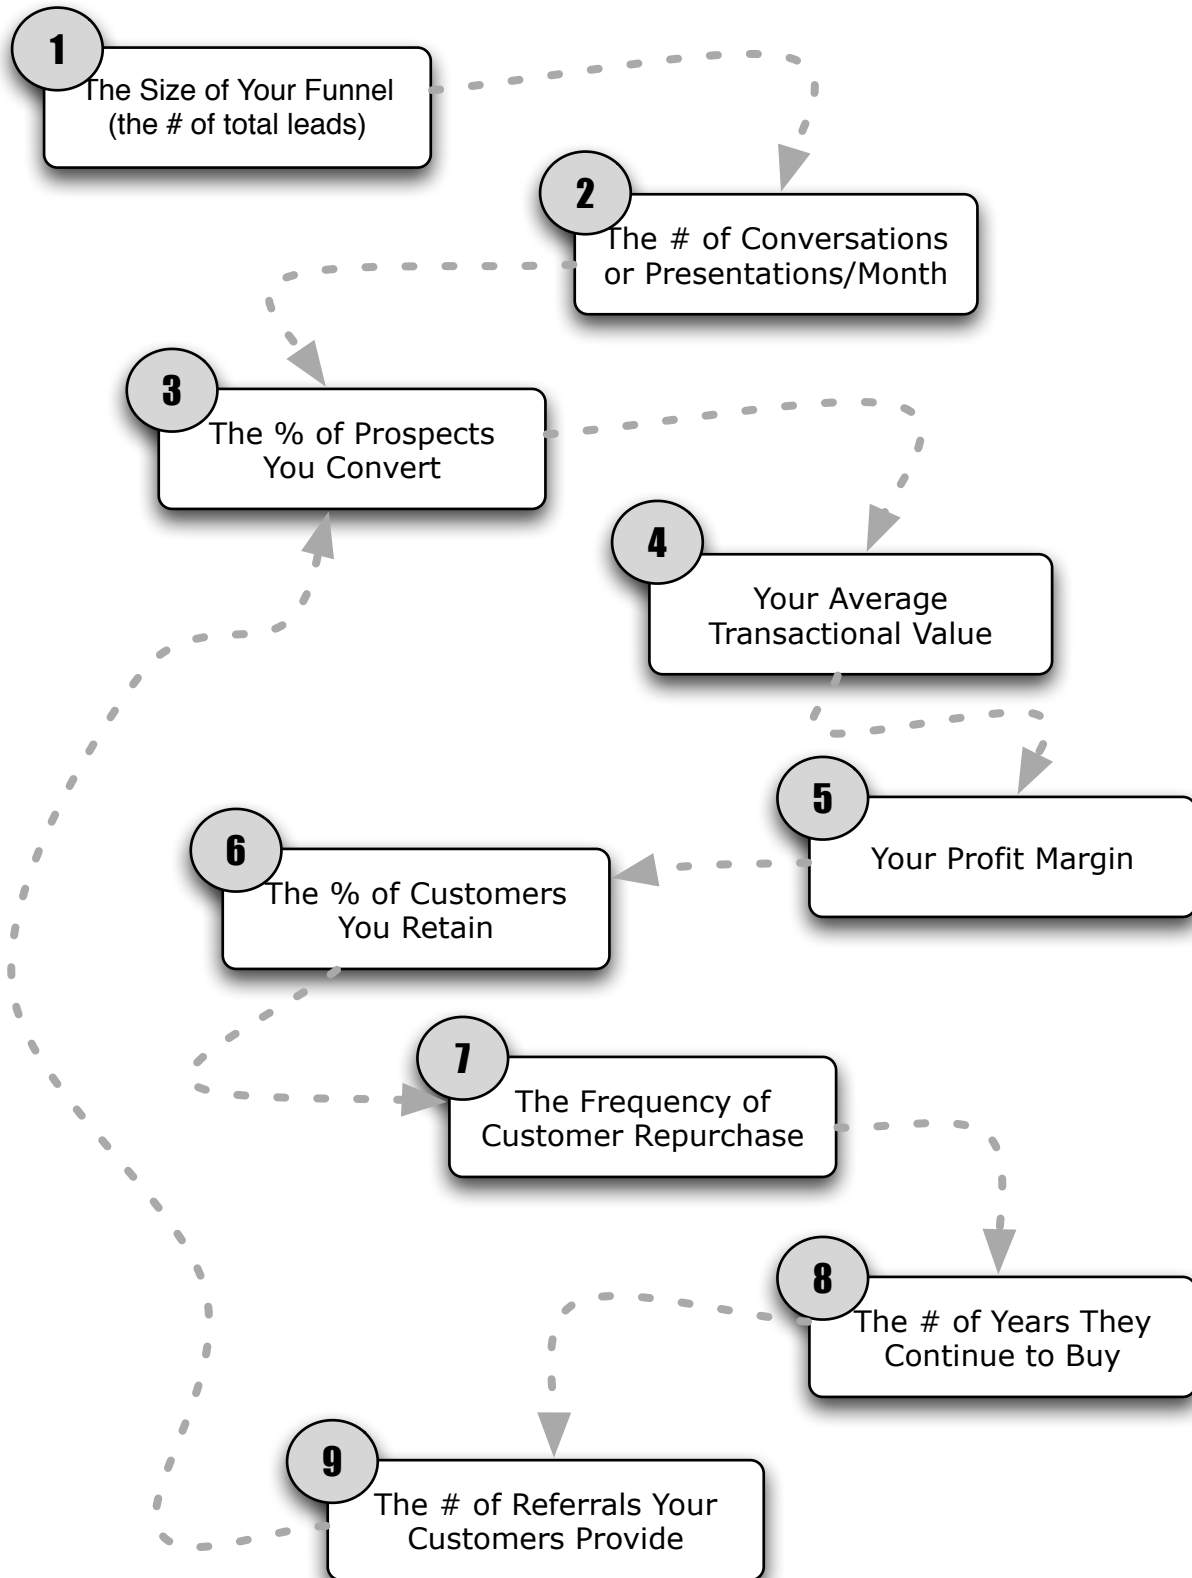 1
The Size of Your Funnel
(the # of total leads)
2
The # of Conversations
or Presentations/Month
3
The % of Prospects
You Convert
4
Your Average
Transactional Value
5
Your Profit Margin
6
The % of Customers
You Retain
7
The Frequency of
Customer Repurchase
8
The # of Years They
Continue to Buy
9
The # of Referrals Your
Customers Provide